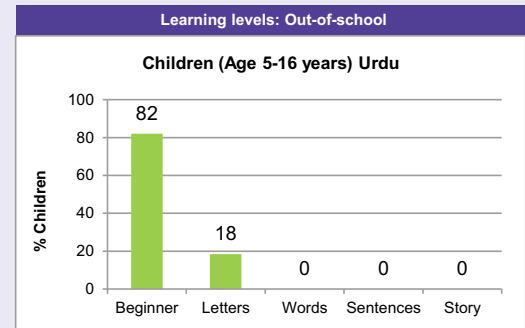 Learning levels: Out-of-school
Children (Age 5-16 years) Urdu
% Children
100
80
60
40
20
0
82
18
0
0
0
Beginner Letters Words Sentences Story